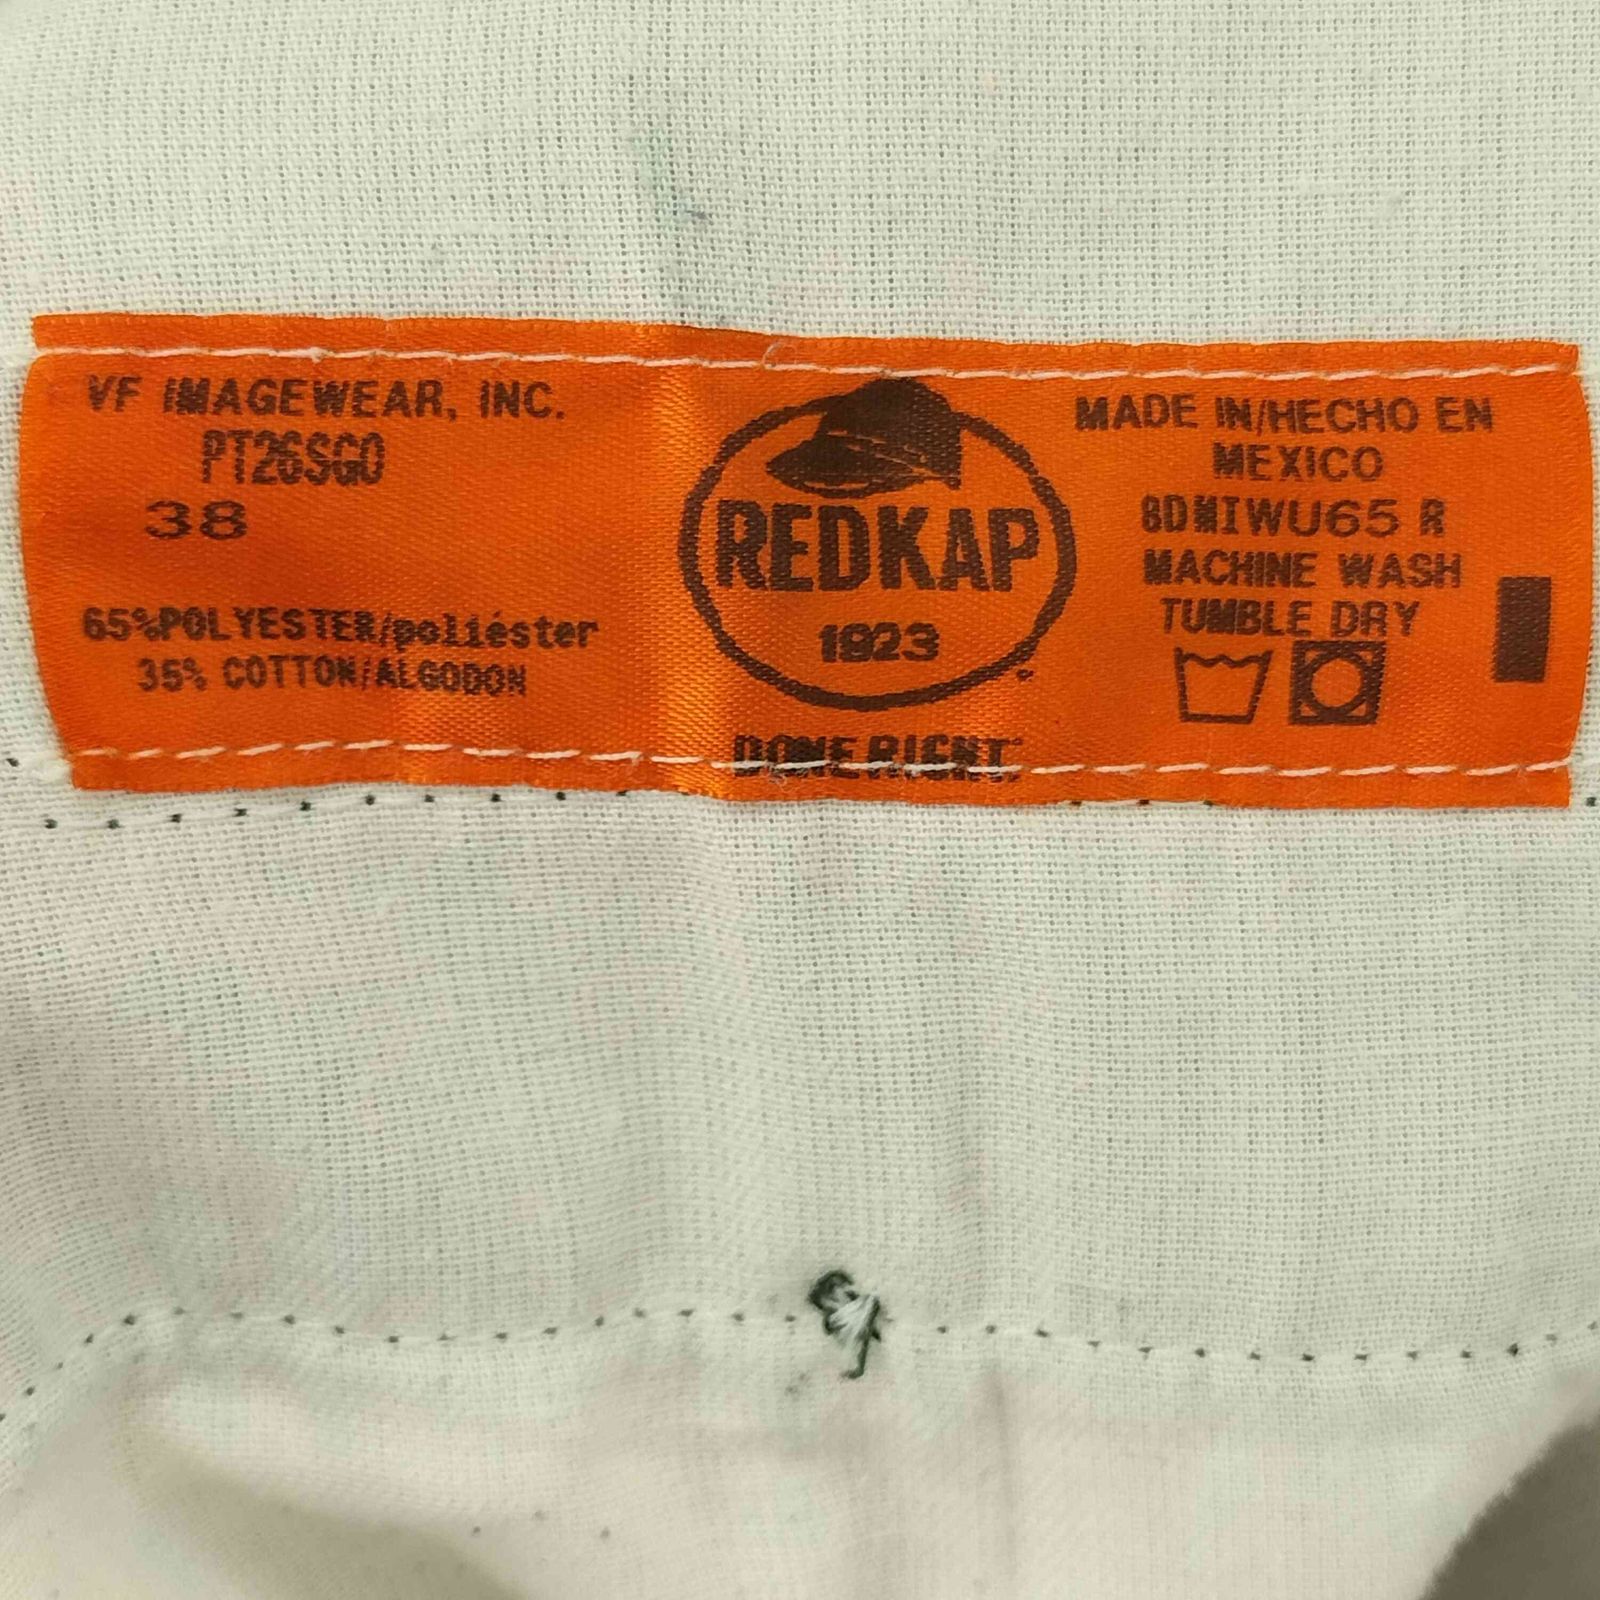 VF IMAGEWEAR, INC.
PT26SGO
38
65%POLYESTER/poliéster
35% COTTON/ALGODON
REDKAP
1923
DONE RIGHT.
MADE IN/HECHO EN
MEXICO
8DMIWU65 R
MACHINE WASH
TUMBLE DRY